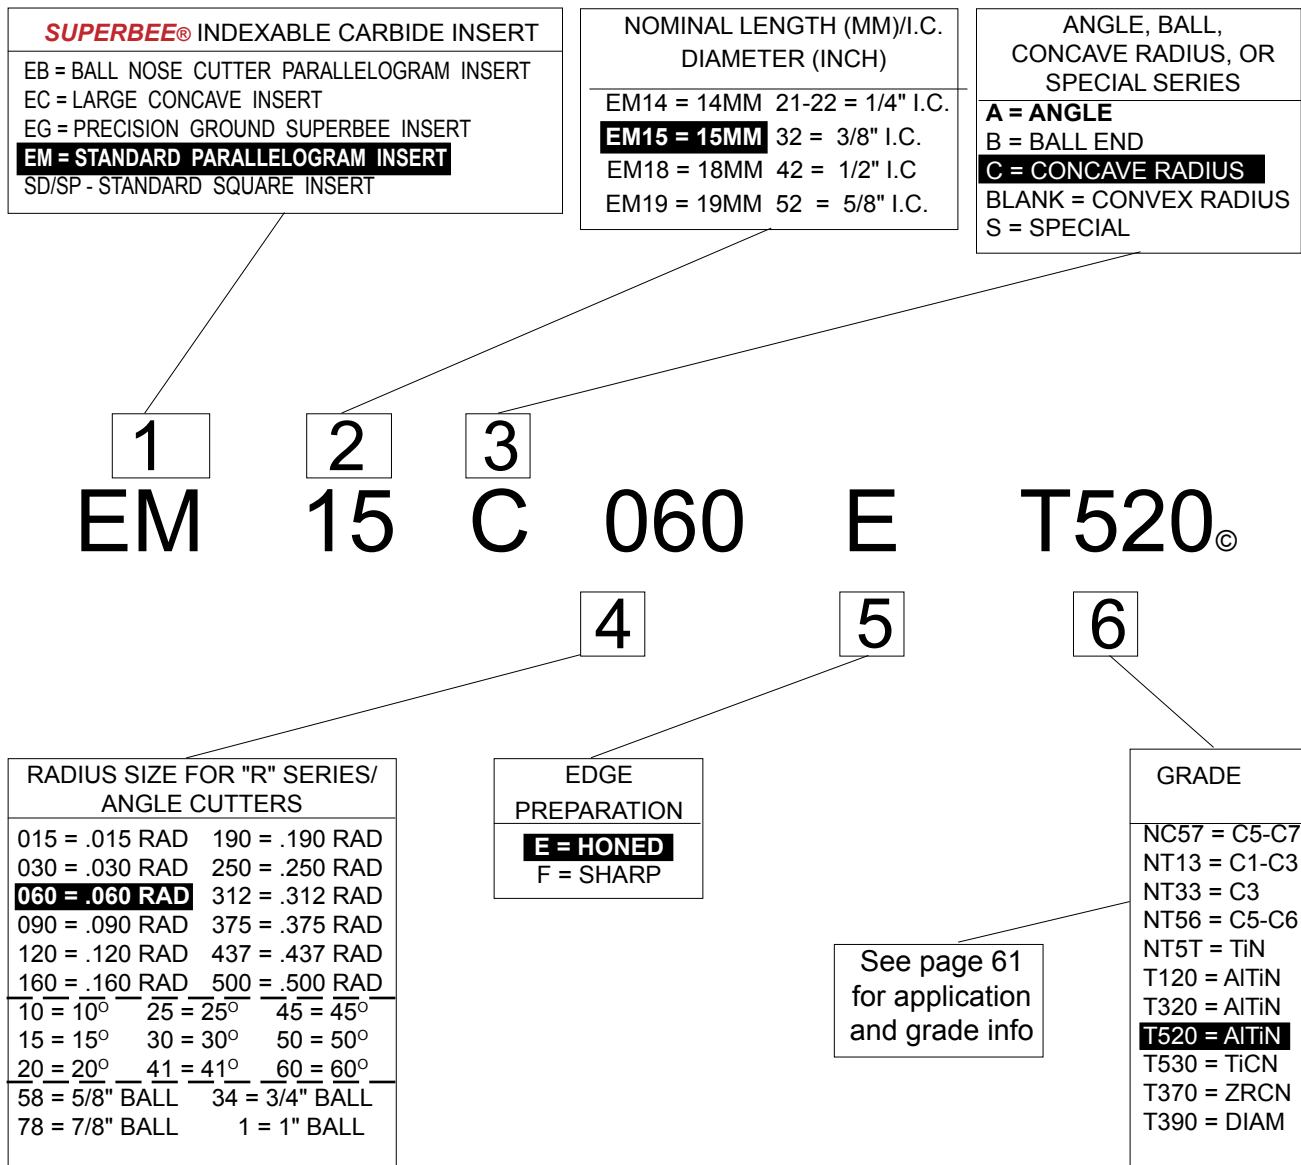 SUPERBEE® INDEXABLE CARBIDE INSERT
EB = BALL NOSE CUTTER PARALLELOGRAM INSERT
EC = LARGE CONCAVE INSERT
EG = PRECISION GROUND SUPERBEE INSERT
EM = STANDARD PARALLELOGRAM INSERT
SD/SP - STANDARD SQUARE INSERT
NOMINAL LENGTH (MM)/I.C.
DIAMETER (INCH)
EM14 = 14MM 21-22 = 1/4" I.C.
EM15 = 15MM 32 = 3/8" I.C.
EM18 = 18MM 42 = 1/2" I.C
EM19 = 19MM 52 = 5/8" I.C.
ANGLE, BALL,
CONCAVE RADIUS, OR
SPECIAL SERIES
A = ANGLE
B = BALL END
C = CONCAVE RADIUS
BLANK = CONVEX RADIUS
S = SPECIAL
1 2 3
EM 15 C 060 E T520©
4 5 6
RADIUS SIZE FOR "R" SERIES/
ANGLE CUTTERS
015 = .015 RAD 190 = .190 RAD
030 = .030 RAD 250 = .250 RAD
060 = .060 RAD 312 = .312 RAD
090 = .090 RAD 375 = .375 RAD
120 = .120 RAD 437 = .437 RAD
160 = .160 RAD 500 = .500 RAD
10 = 10° 25 = 25° 45 = 45°
15 = 15° 30 = 30° 50 = 50°
20 = 20° 41 = 41° 60 = 60°
58 = 5/8" BALL 34 = 3/4" BALL
78 = 7/8" BALL 1 = 1" BALL
EDGE
PREPARATION
E = HONED
F = SHARP
See page 61
for application
and grade info
GRADE
NC57 = C5-C7
NT13 = C1-C3
NT33 = C3
NT56 = C5-C6
NT5T = TiN
T120 = AlTiN
T320 = AlTiN
T520 = AlTiN
T530 = TiCN
T370 = ZRCN
T390 = DIAM